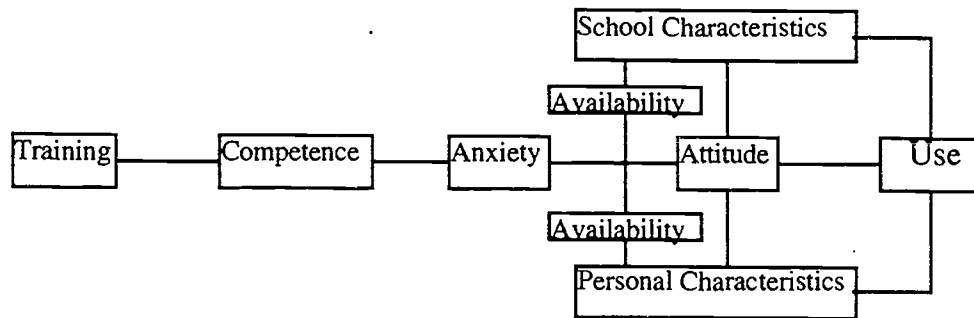 School Characteristics
Availability
Training
Competence
Anxiety
Attitude
Use
Availability
Personal Characteristics